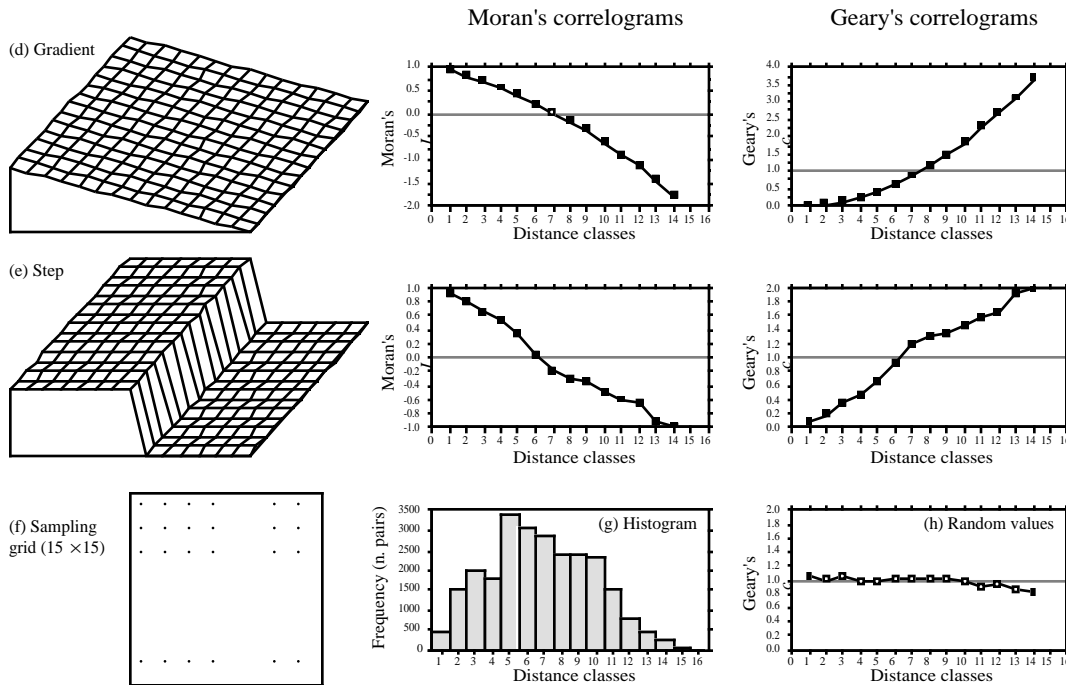 Moran's correlograms
Geary's correlograms
(d) Gradient
1.0
0.5
0.0
-0.5
-1.0
-1.5
-2.0
Moran's
I
0 1 2 3 4 5 6 7 8 9 10 11 12 13 14 15 16
Distance classes
4.0
3.5
3.0
2.5
2.0
1.5
1.0
0.5
0.0
Geary's
c
0 1 2 3 4 5 6 7 8 9 10 11 12 13 14 15 16
Distance classes
(e) Step
1.0
0.8
0.6
0.4
0.2
0.0
-0.2
-0.4
-0.6
-0.8
-1.0
Moran's
I
0 1 2 3 4 5 6 7 8 9 10 11 12 13 14 15 16
Distance classes
2.0
1.8
1.6
1.4
1.2
1.0
0.8
0.6
0.4
0.2
0.0
Geary's
c
0 1 2 3 4 5 6 7 8 9 10 11 12 13 14 15 16
Distance classes
(f) Sampling
grid (15 ×15)
(g) Histogram
3500
3000
2500
2000
1500
1000
500
0
Frequency (n. pairs)
1 2 3 4 5 6 7 8 9 10 11 12 13 14 15 16
Distance classes
(h) Random values
2.0
1.8
1.6
1.4
1.2
1.0
0.8
0.6
0.4
0.2
0.0
Geary's
c
0 1 2 3 4 5 6 7 8 9 10 11 12 13 14 15 16
Distance classes